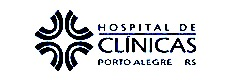 HOSPITAL DE
CLÍNICAS
PORTO ALEGRE RS